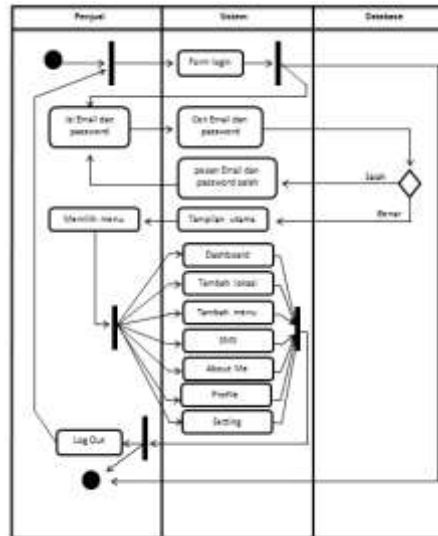 Penjual
Sistem
Database
Form login
Isi Email dan
password
Cek Email dan
password
pesan Email dan
password salah
Salah
Benar
Memilih menu
Tampilan utama
Dashboard
Tambah lokasi
Tambah menu
About Me
Profile
Setting
Log Out